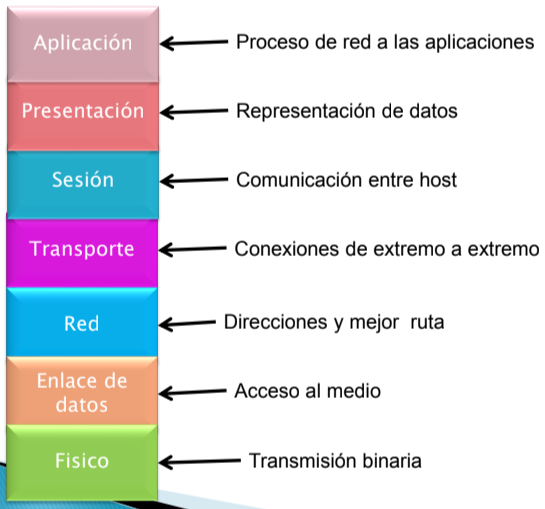 Aplicación
Proceso de red a las aplicaciones
Presentación
Representación de datos
Sesión
Comunicación entre host
Transporte
Conexiones de extremo a extremo
Red
Direcciones y mejor ruta
Enlace de
datos
Acceso al medio
Fisico
Transmisión binaria